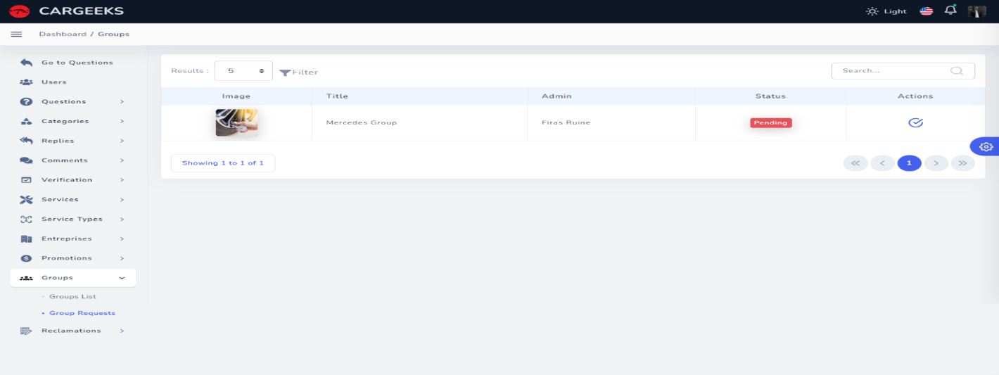 CARGEEKS
Light
Dashboard / Groups
Go to Questions
Users
Questions
Categories
Replies
Comments
Verification
Services
Service Types
Entreprises
Promotions
Groups
Groups List
Group Requests
Reclamations
Results : 5 Filter
Search...
Image Title Admin Status Actions
Mercedes Group Firas Ruine Pending
Showing 1 to 1 of 1
1